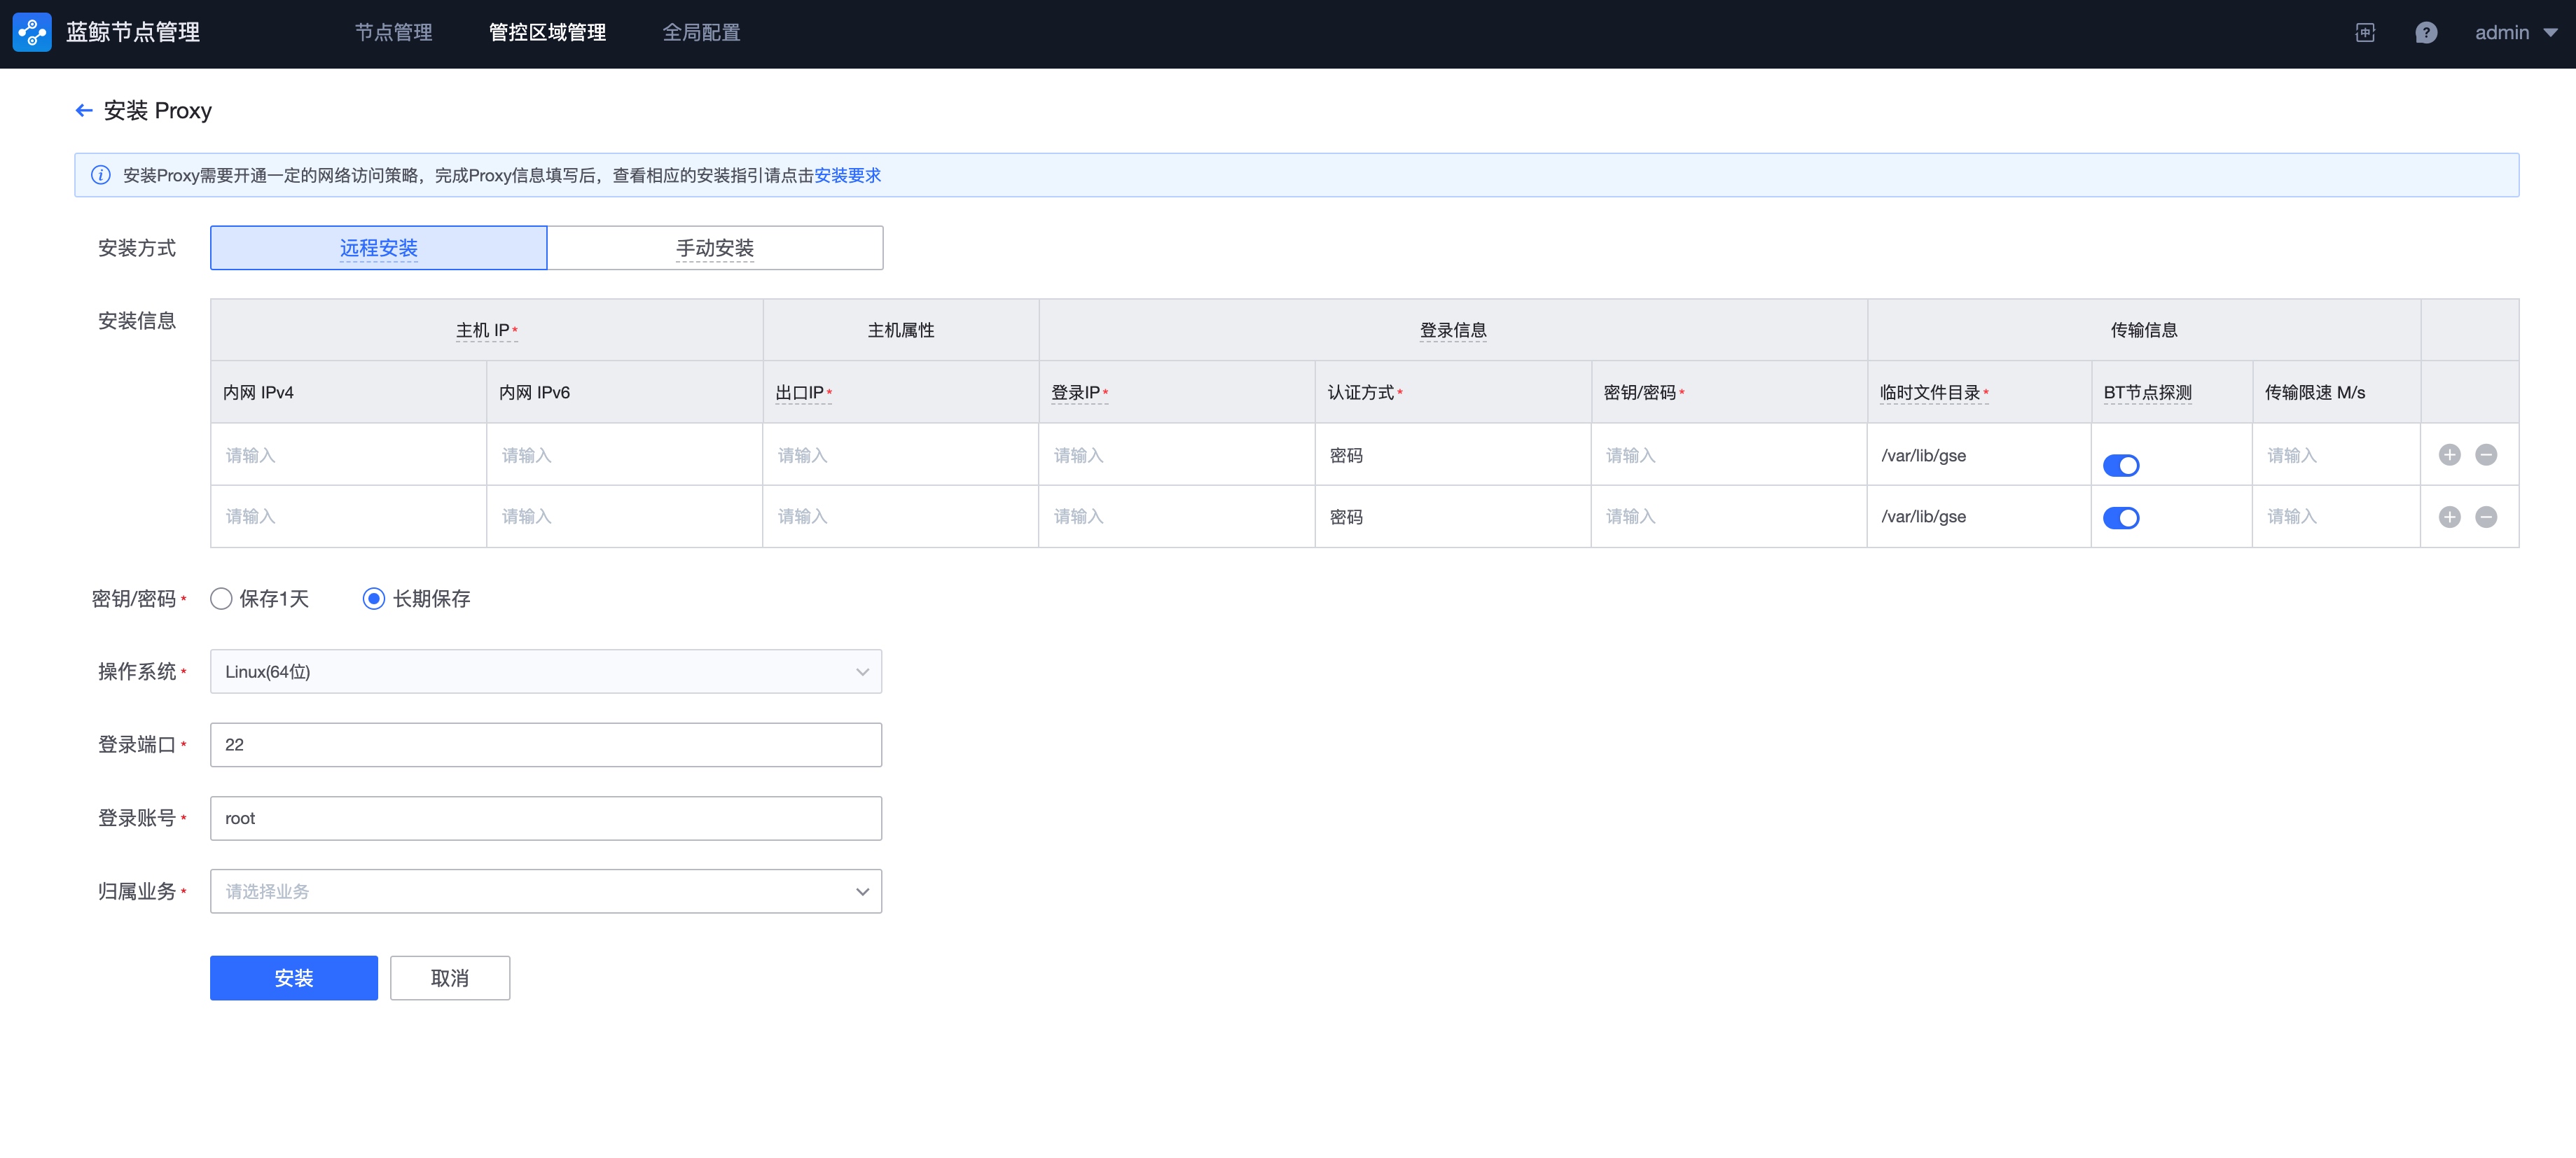 蓝鲸节点管理 节点管理 管控区域管理 全局配置 中 ? admin
安装 Proxy
安装Proxy需要开通一定的网络访问策略，完成Proxy信息填写后，查看相应的安装指引请点击安装要求
安装方式 远程安装 手动安装
安装信息 主机 IP* 主机属性 登录信息 传输信息
内网 IPv4 内网 IPv6 出口IP* 登录IP* 认证方式* 密钥/密码* 临时文件目录* BT节点探测 传输限速 M/s
请输入 请输入 请输入 请输入 密码 请输入 /var/lib/gse 请输入
请输入 请输入 请输入 请输入 密码 请输入 /var/lib/gse 请输入
密钥/密码* 保存1天 长期保存
操作系统* Linux(64位)
登录端口* 22
登录账号* root
归属业务* 请选择业务
安装 取消